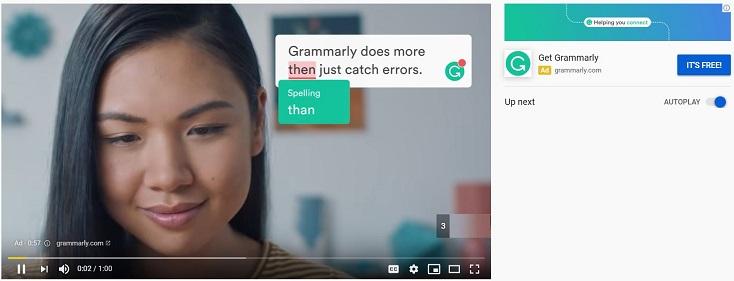 Grammarly does more
then just catch errors.
Spelling
than
3
Ad · 0:57
grammarly.com
0:02 / 1:00
CC
Helping you connect
Get Grammarly
Ad grammarly.com
IT'S FREE!
Up next
AUTOPLAY